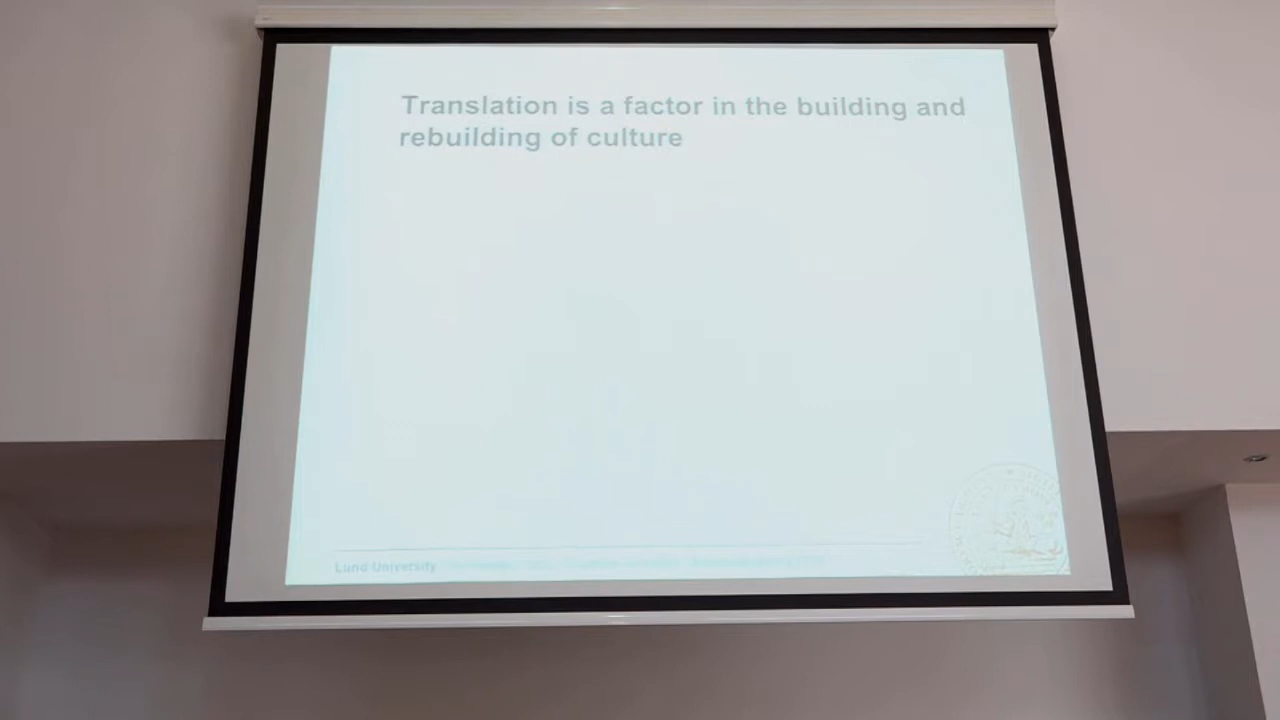 Translation is a factor in the building and
rebuilding of culture
Lund University